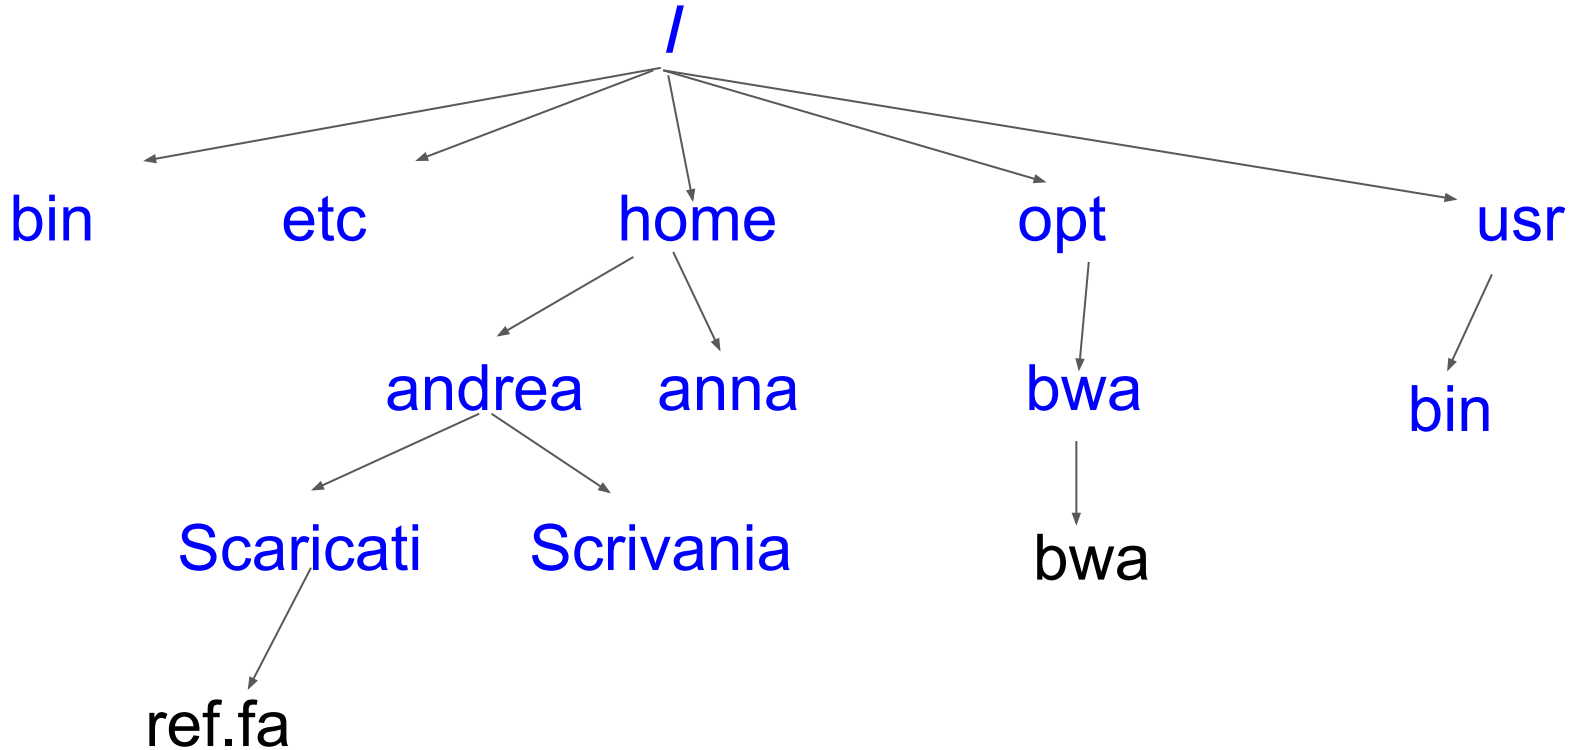 /
bin etc home opt usr
andrea anna bwa bin
Scaricati Scrivania bwa
ref.fa